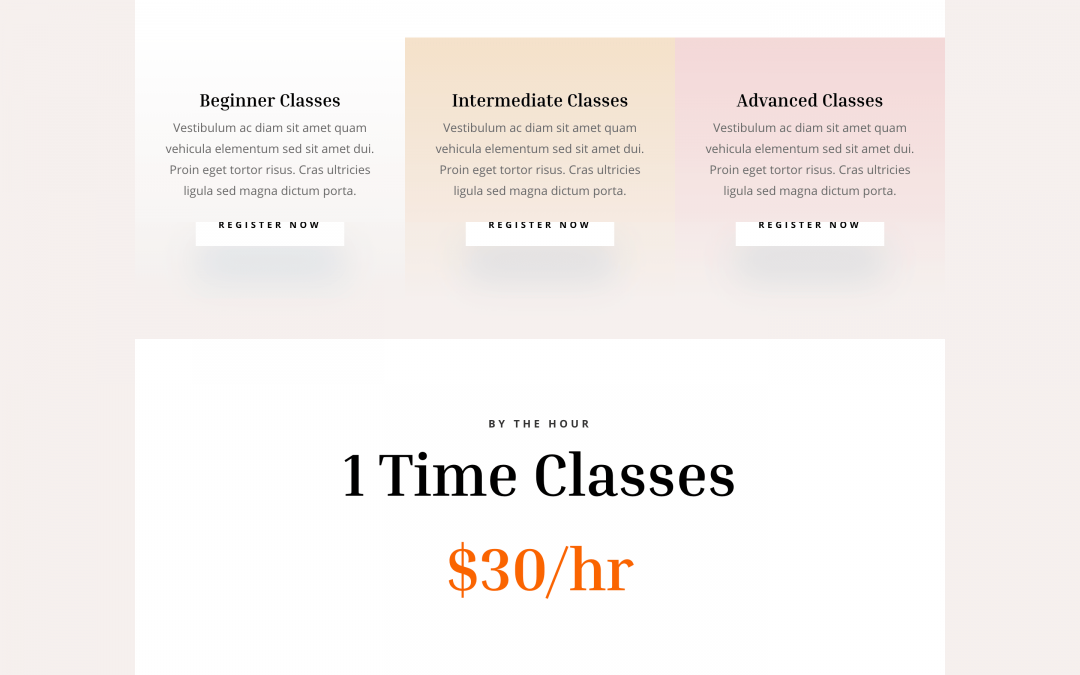 Beginner Classes
Vestibulum ac diam sit amet quam
vehicula elementum sed sit amet dui.
Proin eget tortor risus. Cras ultricies
ligula sed magna dictum porta.
REGISTER NOW
Intermediate Classes
Vestibulum ac diam sit amet quam
vehicula elementum sed sit amet dui.
Proin eget tortor risus. Cras ultricies
ligula sed magna dictum porta.
REGISTER NOW
Advanced Classes
Vestibulum ac diam sit amet quam
vehicula elementum sed sit amet dui.
Proin eget tortor risus. Cras ultricies
ligula sed magna dictum porta.
REGISTER NOW
BY THE HOUR
1 Time Classes
$30/hr